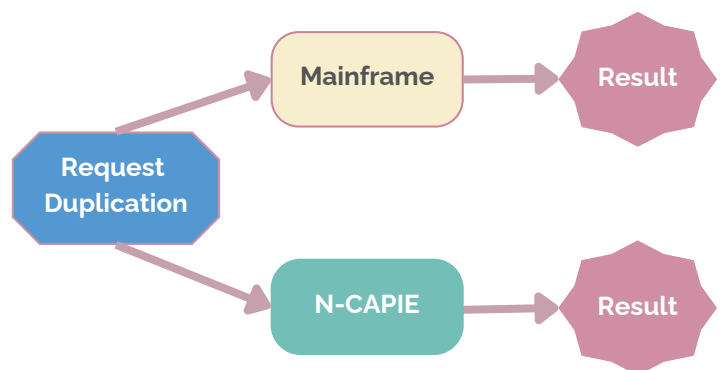 Mainframe
Result
Request
Duplication
N-CAPIE
Result